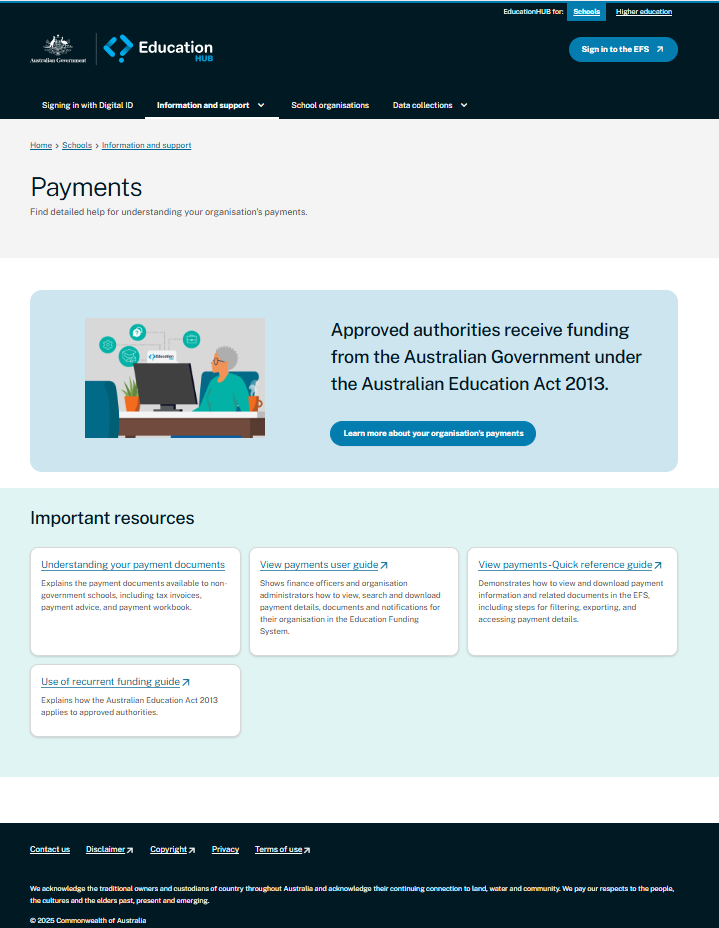 EducationHUB for: Schools Higher education
Australian Government
Education
HUB
Sign in to the EFS
Signing in with Digital ID Information and support School organisations Data collections
Home > Schools > Information and support
Payments
Find detailed help for understanding your organisation's payments.
Education
Approved authorities receive funding
from the Australian Government under
the Australian Education Act 2013.
Learn more about your organisation's payments
Important resources
Understanding your payment documents
Explains the payment documents available to non-
government schools, including tax invoices,
payment advice, and payment workbook.
View payments user guide
Shows finance officers and organisation
administrators how to view, search and download
payment details, documents and notifications for
their organisation in the Education Funding
System.
View payments - Quick reference guide
Demonstrates how to view and download payment
information and related documents in the EFS,
including steps for filtering, exporting, and
accessing payment details.
Use of recurrent funding guide
Explains how the Australian Education Act 2013
applies to approved authorities.
Contact us Disclaimer Copyright Privacy Terms of use
We acknowledge the traditional owners and custodians of country throughout Australia and acknowledge their continuing connection to land, water and community. We pay our respects to the people,
the cultures and the elders past, present and emerging.
© 2025 Commonwealth of Australia